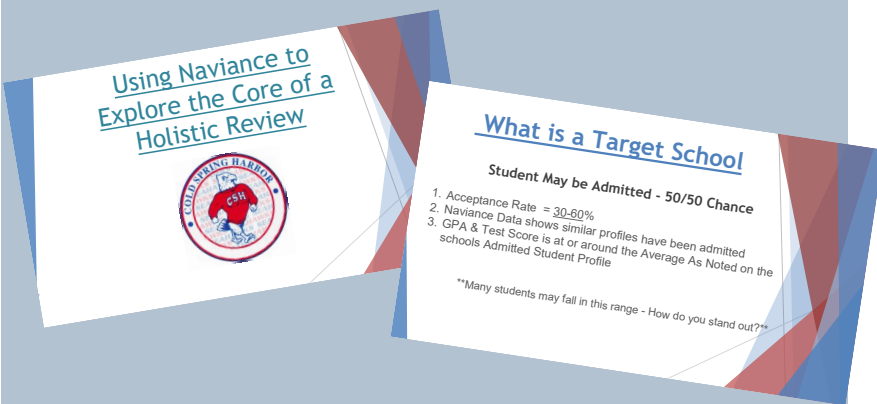 Using Naviance to
Explore the Core of a
Holistic Review
COLD SPRING HARBOR
CSH
What is a Target School
Student May be Admitted - 50/50 Chance
1. Acceptance Rate = 30-60%
2. Naviance Data shows similar profiles have been admitted
3. GPA & Test Score is at or around the Average As Noted on the
schools Admitted Student Profile
**Many students may fall in this range - How do you stand out?**